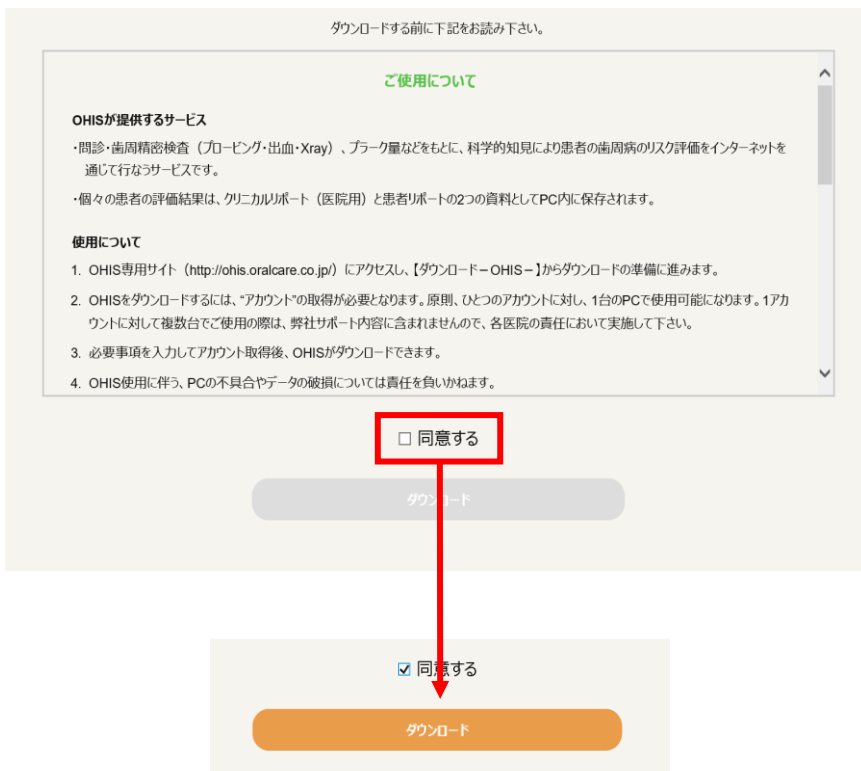 ダウンロードする前に下記をお読み下さい。
ご使用について
OHISが提供するサービス
・問診・歯周精密検査（プロービング・出血・Xray）、プラーク量などをもとに、科学的知見により患者の歯周病のリスク評価をインターネットを
通じて行なうサービスです。
・個々の患者の評価結果は、クリニカルリポート（医院用）と患者リポートの2つの資料としてPC内に保存されます。
使用について
1. OHIS専用サイト（http://ohis.oralcare.co.jp/）にアクセスし、【ダウンロード－OHIS－】からダウンロードの準備に進みます。
2. OHISをダウンロードするには、“アカウント”の取得が必要となります。原則、ひとつのアカウントに対し、1台のPCで使用可能になります。1アカ
ウントに対して複数台でご使用の際は、弊社サポート内容に含まれませんので、各医院の責任において実施して下さい。
3. 必要事項を入力してアカウント取得後、OHISがダウンロードできます。
4. OHIS使用に伴う、PCの不具合やデータの破損については責任を負いかねます。
同意する
ダウンロード
同意する
ダウンロード